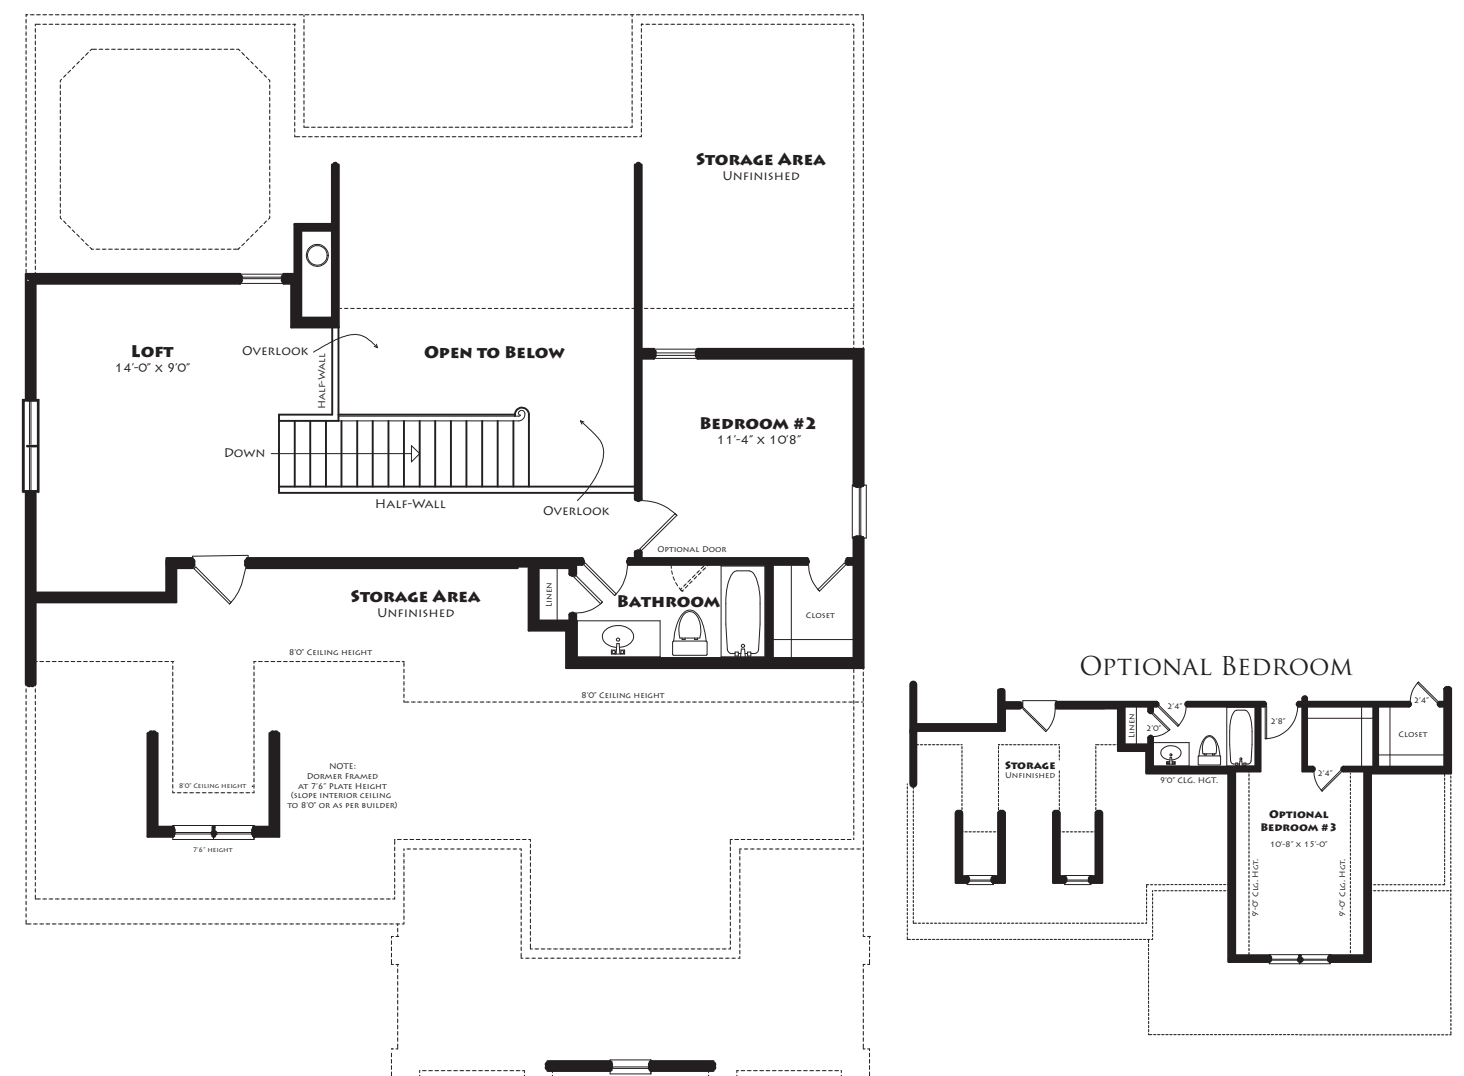 Storage Area
Unfinished
Loft
14'-0" x 9'0"
Overlook
Half-Wall
Open to Below
Bedroom #2
11'-4" x 10'8"
Down
Half-Wall
Overlook
Optional Door
Storage Area
Unfinished
Linen
Bathroom
Closet
8'0" Ceiling height
8'0" Ceiling height
8'0" Ceiling height
Note:
Dormer Framed
at 7'6" Plate Height
(slope interior ceiling
to 8'0" or as per builder)
7'6" height
Optional Bedroom
2'4"
2'4"
Linen
2'0"
2'8"
Closet
Storage
Unfinished
9'0" Clg. Hgt.
2'4"
Optional
Bedroom #3
10'-8" x 15'-0"
9'-0" Clg. Hgt.
9'-0" Clg. Hgt.